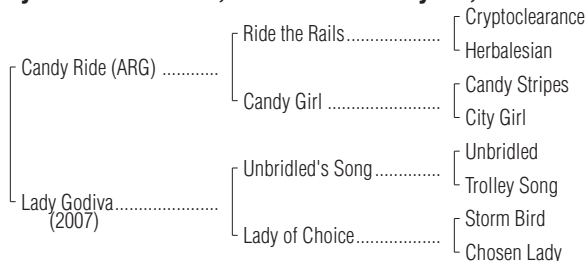 Cryptoclearance
Ride the Rails
Herbalesian
Candy Ride (ARG)
Candy Stripes
Candy Girl
City Girl
Unbridled
Unbridled's Song
Trolley Song
Lady Godiva
(2007)
Storm Bird
Lady of Choice
Chosen Lady